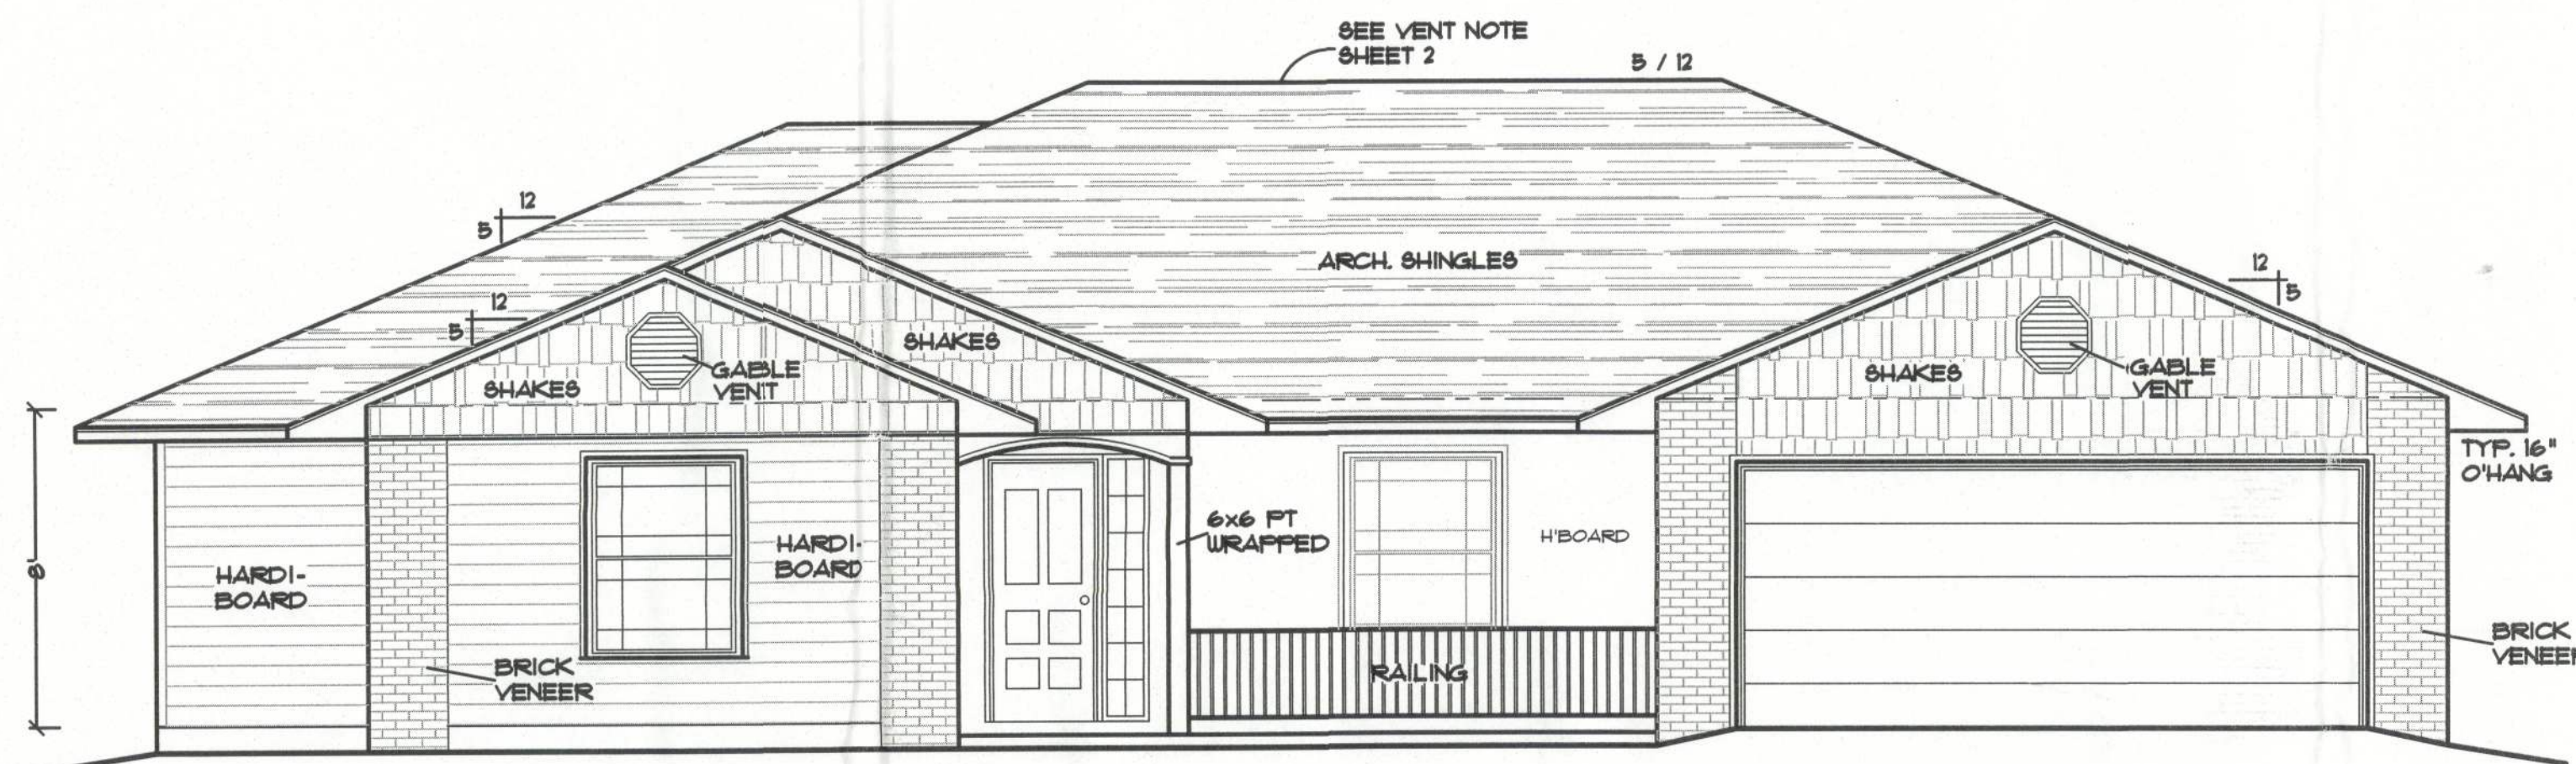 SEE VENT NOTE
SHEET 2
5 / 12
12
5
12
5
12
5
ARCH. SHINGLES
SHAKES
GABLE
VENT
SHAKES
SHAKES
GABLE
VENT
TYP. 16"
O'HANG
8'
HARDI-
BOARD
BRICK
VENEER
HARDI-
BOARD
6x6 PT
WRAPPED
H'BOARD
RAILING
BRICK
VENEER